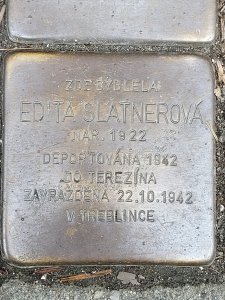 ZDE BYDLELA
EDITA SLATNEROVÁ
NAR. 1922
DEPORTOVÁNA 1942
DO TEREZÍNA
ZAVRAŽDĚNA 22.10.1942
V TREBLINCE